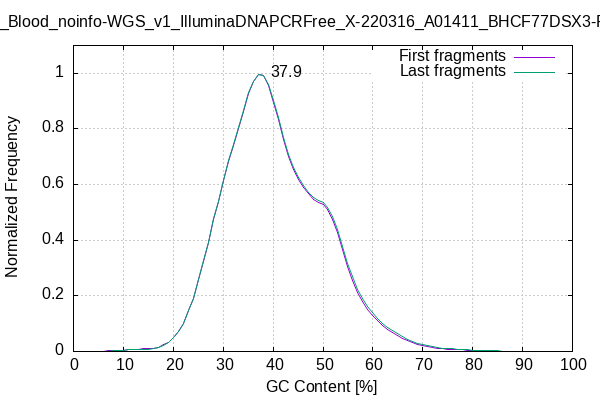 _Blood_noinfo-WGS_v1_IlluminaDNAPCRFree_X-220316_A01411_BHCF77DSX3-F
First fragments
Last fragments
37.9
Normalized Frequency
1
0.8
0.6
0.4
0.2
0
0 10 20 30 40 50 60 70 80 90 100
GC Content [%]